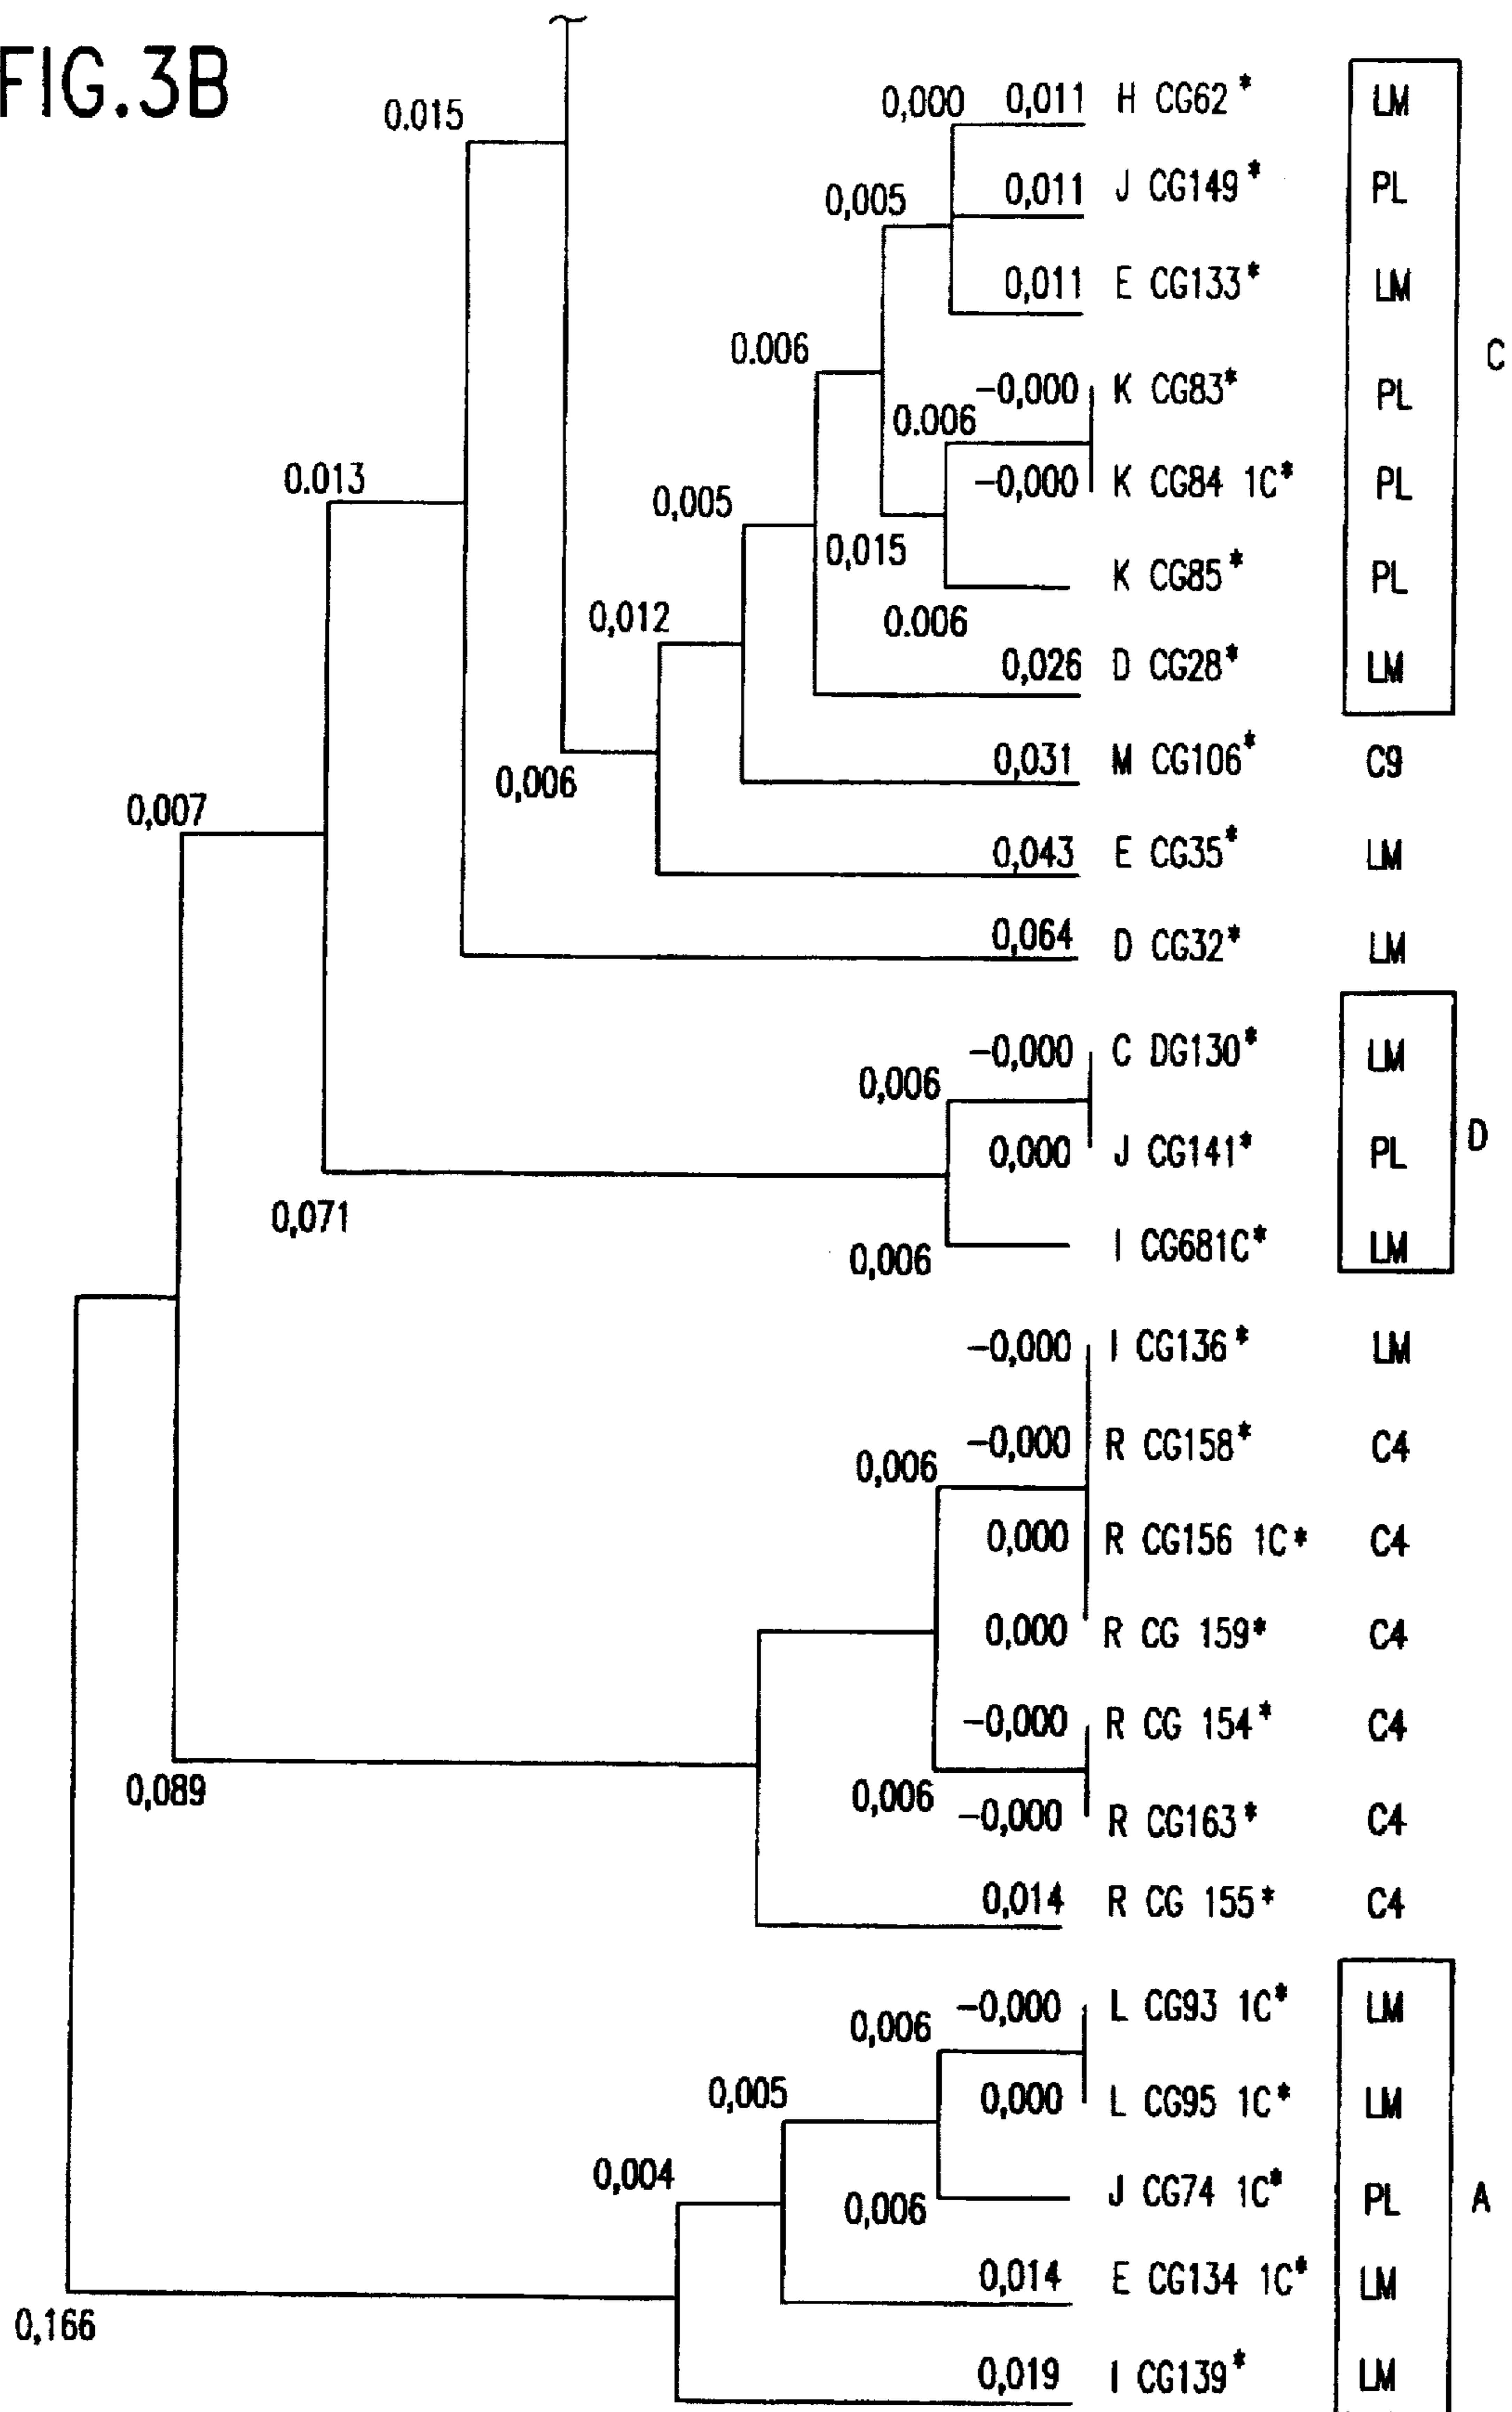 FIG.3B
0.015
0,000 0,011 H CG62* LM
0,005 0,011 J CG149* PL
0,011 E CG133* LM
C
0.006
-0,000 K CG83* PL
0.006
0.013 -0,000 K CG84 1C* PL
0,005
0,015 K CG85* PL
0,012 0.006
0,026 D CG28* LM
0,006 0,031 M CG106* C9
0,007
0,043 E CG35* LM
0,064 D CG32* LM
-0,000 C DG130* LM
0,006
0,000 J CG141* PL D
0,071
0,006 I CG681C* LM
-0,000 I CG136* LM
-0,000 R CG158* C4
0,006
0,000 R CG156 1C* C4
0,000 R CG 159* C4
-0,000 R CG 154* C4
0,089 0,006 -0,000 R CG163* C4
0,014 R CG 155* C4
-0,000 L CG93 1C* LM
0,006
0,005 0,000 L CG95 1C* LM
0,004
0,006 J CG74 1C* PL A
0,014 E CG134 1C* LM
0,166
0,019 I CG139* LM